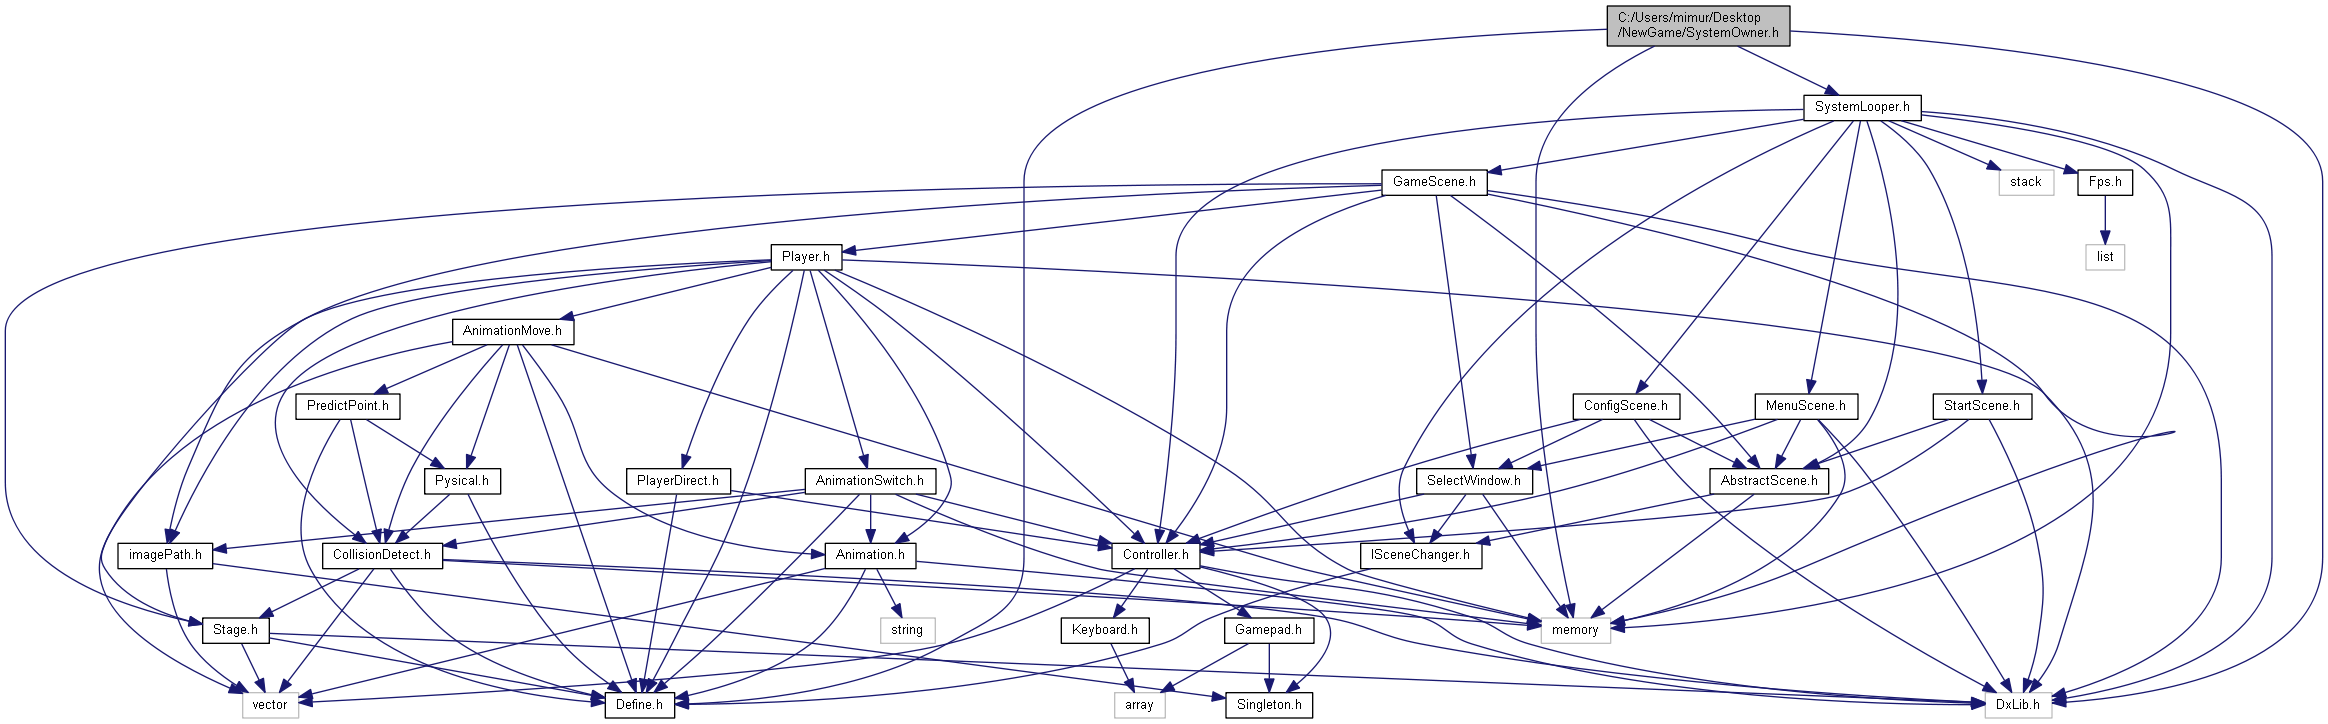 C:/Users/mimur/Desktop
/NewGame/SystemOwner.h
SystemLooper.h
GameScene.h
stack
Fps.h
Player.h
list
AnimationMove.h
PredictPoint.h
ConfigScene.h
MenuScene.h
StartScene.h
Pysical.h
PlayerDirect.h
AnimationSwitch.h
SelectWindow.h
AbstractScene.h
imagePath.h
CollisionDetect.h
Animation.h
Controller.h
ISceneChanger.h
Stage.h
string
Keyboard.h
Gamepad.h
memory
vector
Define.h
array
Singleton.h
DxLib.h